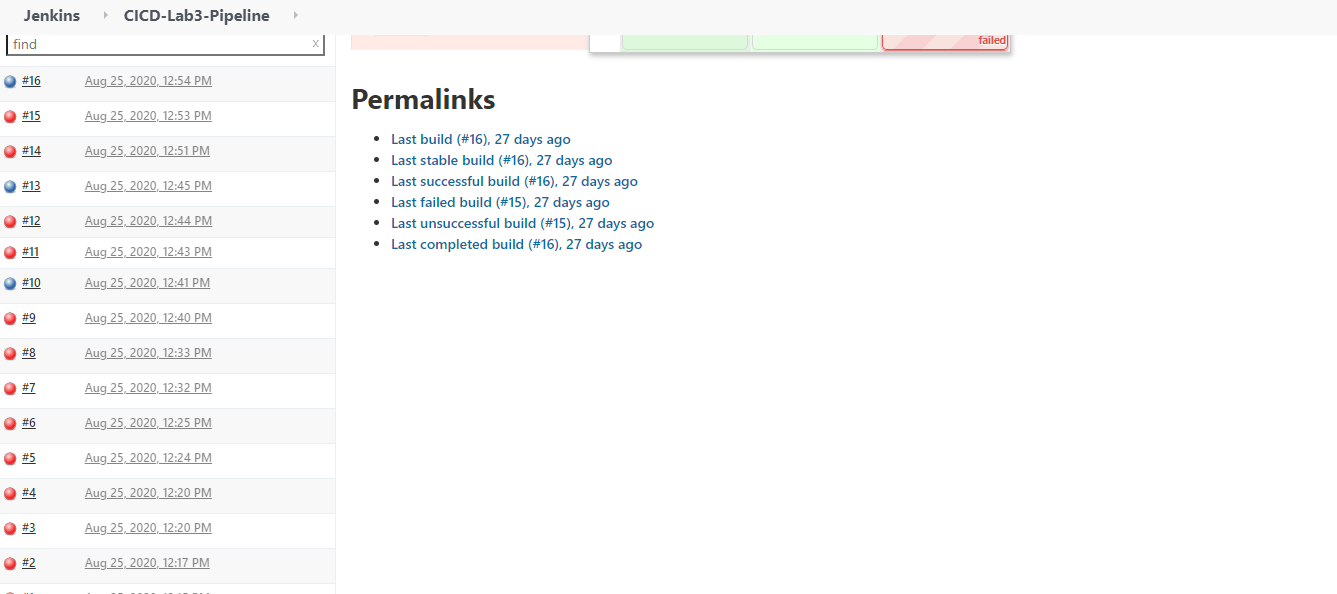 Jenkins CICD-Lab3-Pipeline
find x
#16 Aug 25, 2020, 12:54 PM
#15 Aug 25, 2020, 12:53 PM
#14 Aug 25, 2020, 12:51 PM
#13 Aug 25, 2020, 12:45 PM
#12 Aug 25, 2020, 12:44 PM
#11 Aug 25, 2020, 12:43 PM
#10 Aug 25, 2020, 12:41 PM
#9 Aug 25, 2020, 12:40 PM
#8 Aug 25, 2020, 12:33 PM
#7 Aug 25, 2020, 12:32 PM
#6 Aug 25, 2020, 12:25 PM
#5 Aug 25, 2020, 12:24 PM
#4 Aug 25, 2020, 12:20 PM
#3 Aug 25, 2020, 12:20 PM
#2 Aug 25, 2020, 12:17 PM
failed
Permalinks
Last build (#16), 27 days ago
Last stable build (#16), 27 days ago
Last successful build (#16), 27 days ago
Last failed build (#15), 27 days ago
Last unsuccessful build (#15), 27 days ago
Last completed build (#16), 27 days ago